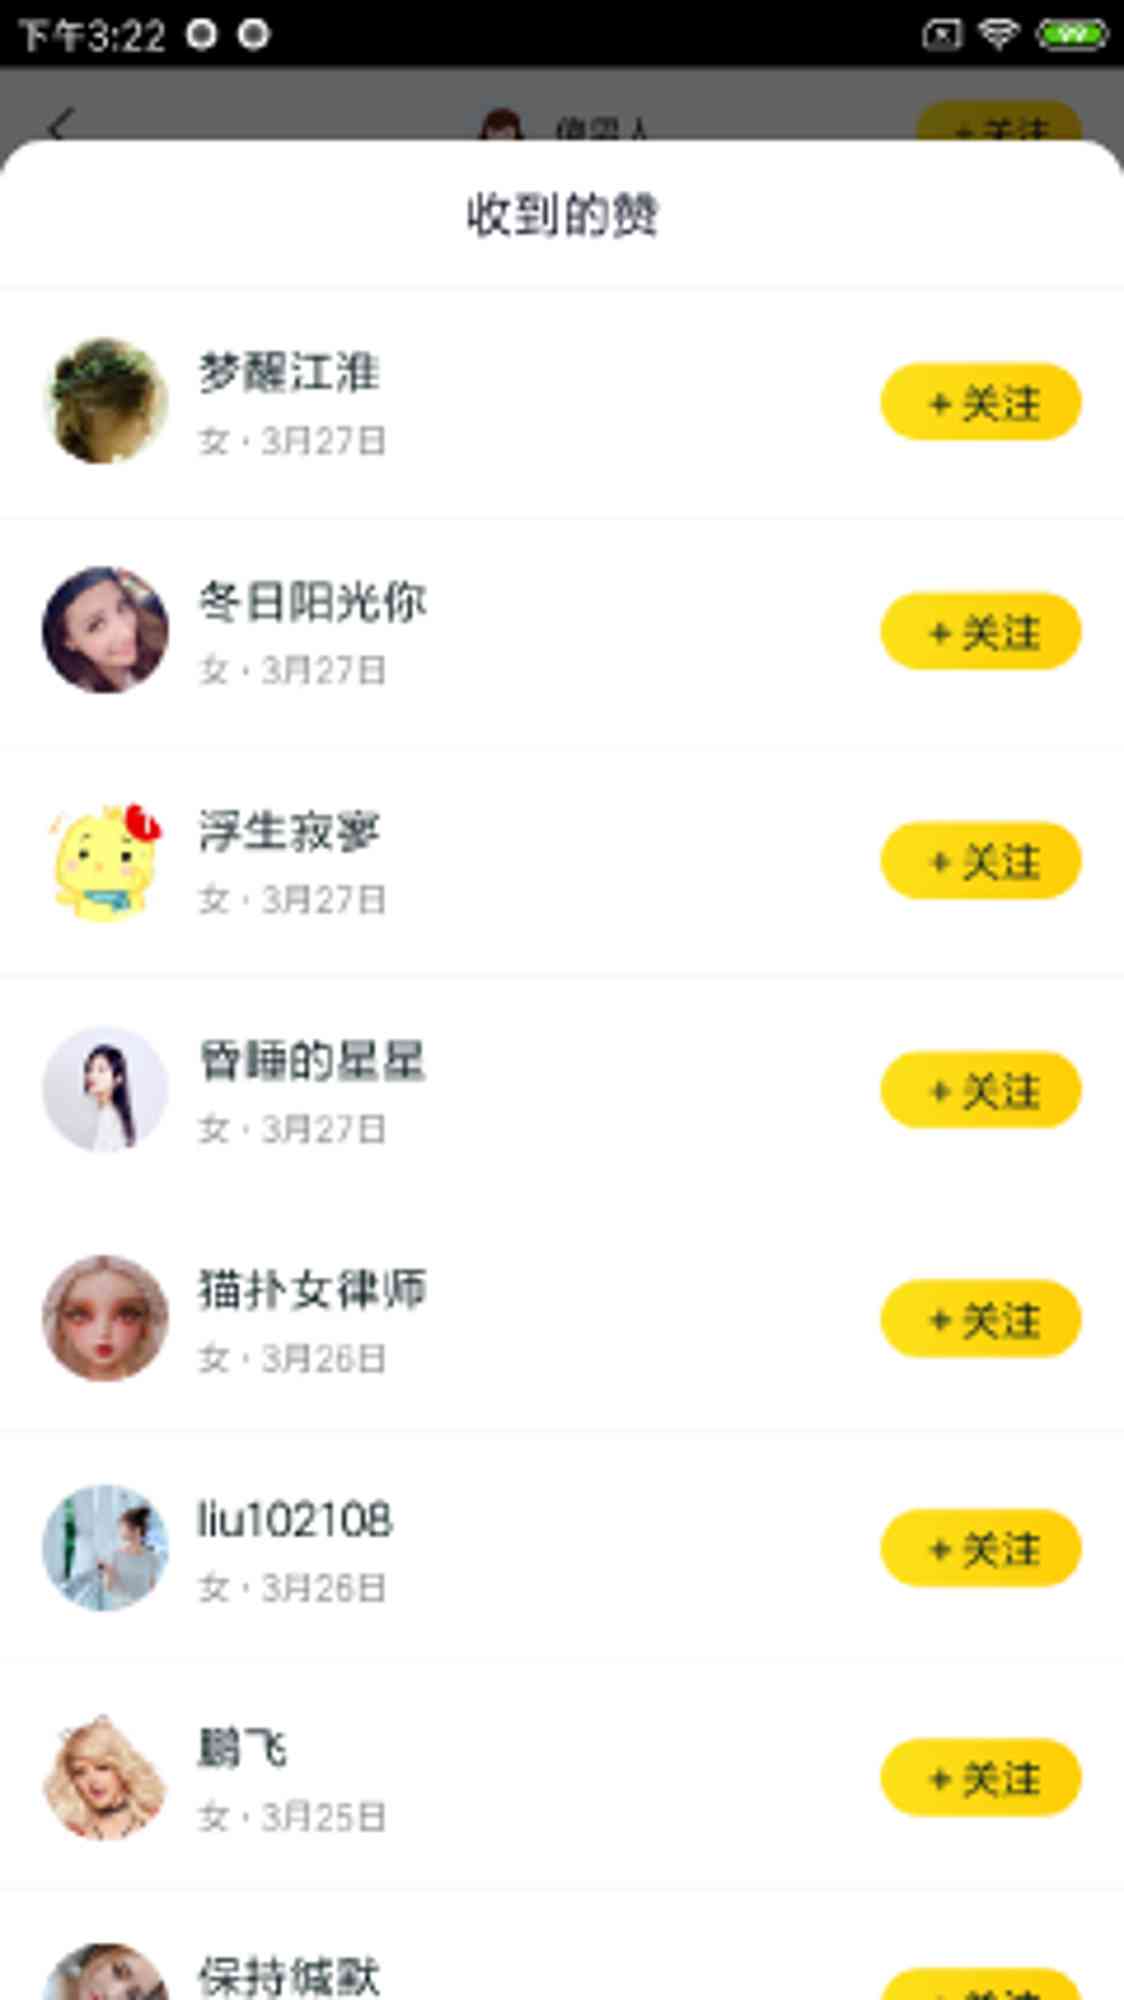 下午3:22
99
+ 关注
收到的赞
梦醒江淮
女 · 3月27日
+ 关注
冬日阳光你
女 · 3月27日
+ 关注
浮生寂寥
女 · 3月27日
+ 关注
昏睡的星星
女 · 3月27日
+ 关注
猫扑女律师
女 · 3月26日
+ 关注
liu102108
女 · 3月26日
+ 关注
鹏飞
女 · 3月25日
+ 关注
保持缄默
+ 关注